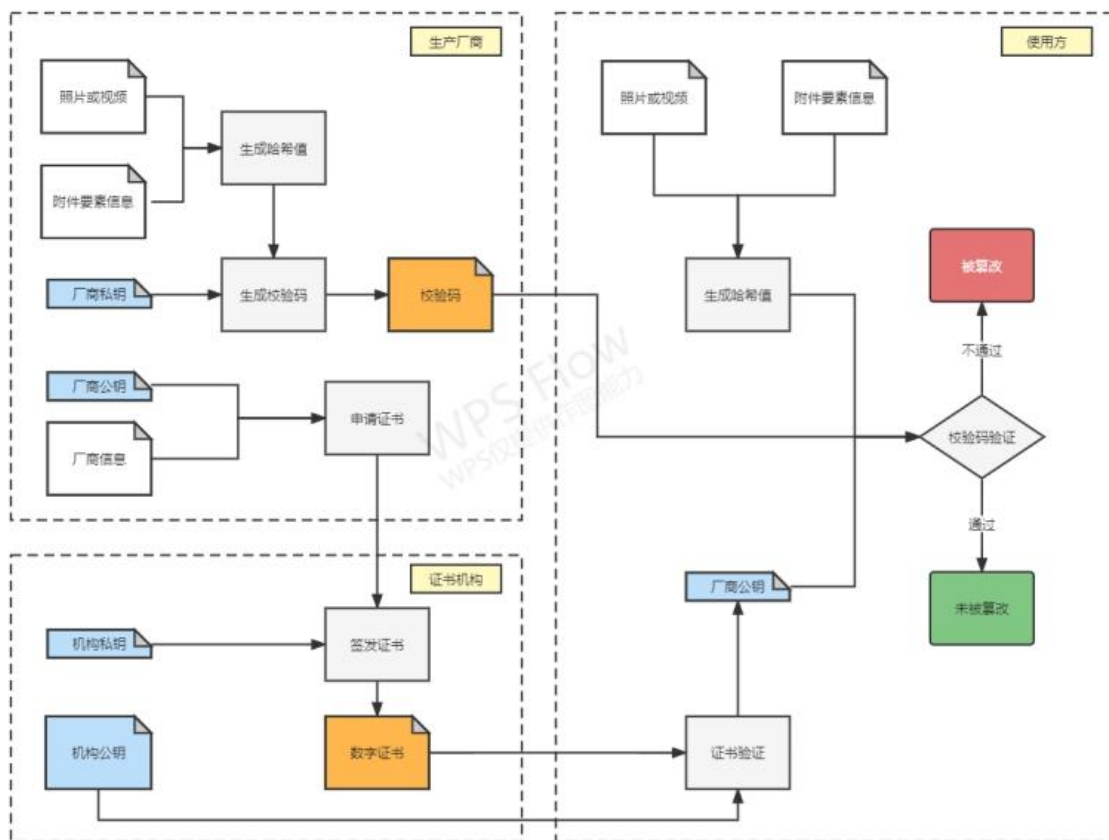 生产厂商
照片或视频
附件要素信息
生成哈希值
厂商私钥
生成校验码
校验码
厂商公钥
厂商信息
申请证书
证书机构
机构私钥
签发证书
机构公钥
数字证书
使用方
照片或视频
附件要素信息
生成哈希值
被篡改
不通过
校验码验证
通过
未被篡改
厂商公钥
证书验证
WPS Flow